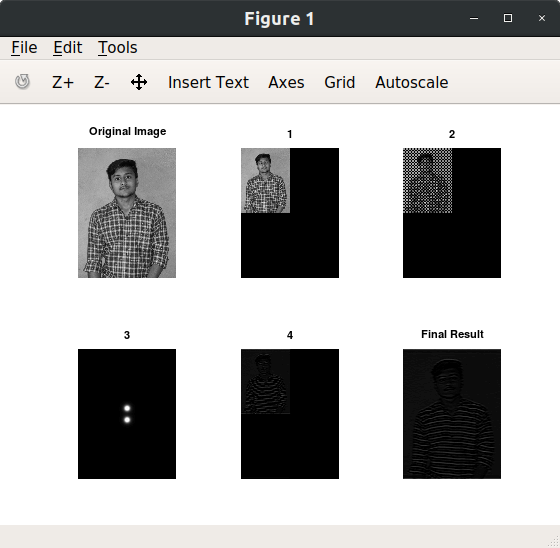 Figure 1
File Edit Tools
Z+ Z- Insert Text Axes Grid Autoscale
Original Image 1 2
3 4 Final Result